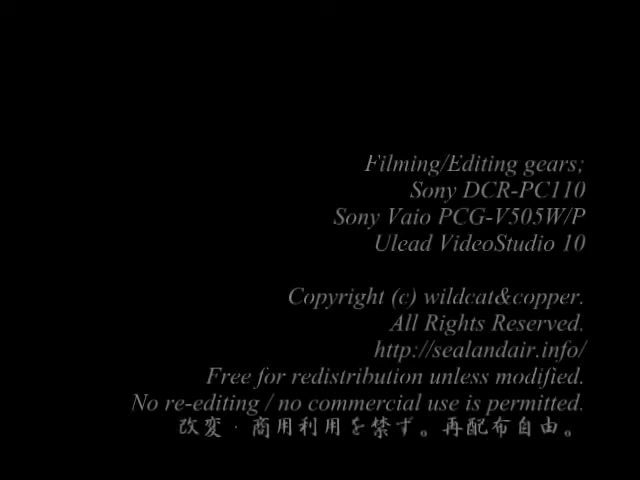 Filming/Editing gears;
Sony DCR-PC110
Sony Vaio PCG-V505W/P
Ulead VideoStudio 10
Copyright (c) wildcat&copper.
All Rights Reserved.
http://sealandair.info/
Free for redistribution unless modified.
No re-editing / no commercial use is permitted.
改変・商用利用を禁ず。再配布自由。